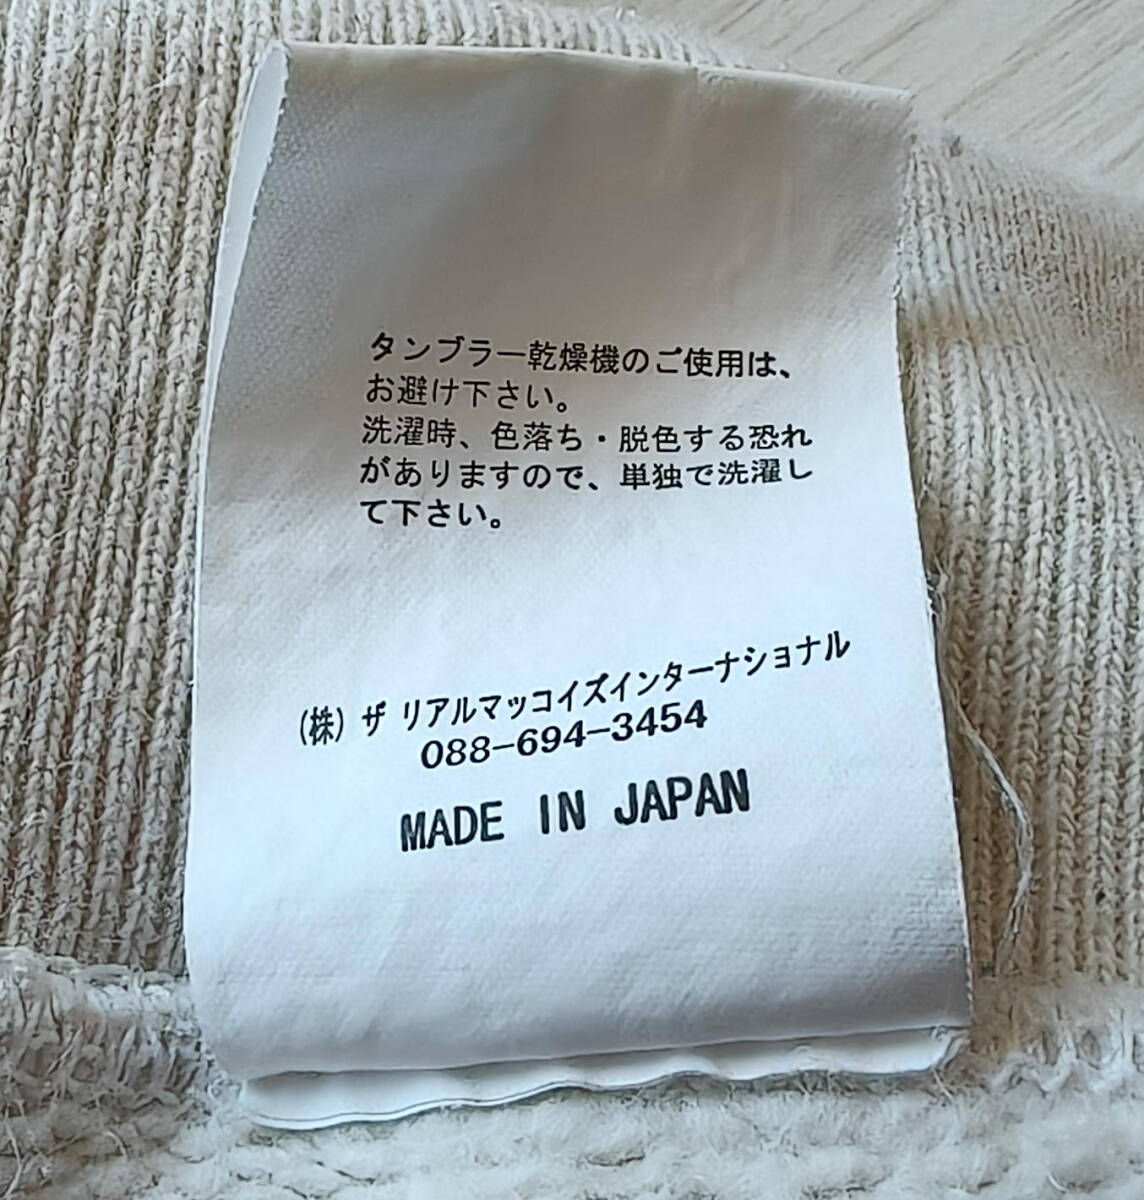 タンブラー乾燥機のご使用は、
お避け下さい。
洗濯時、色落ち・脱色する恐れ
がありますので、単独で洗濯し
て下さい。
(株) ザ リアルマッコイズインターナショナル
088-694-3454
MADE IN JAPAN